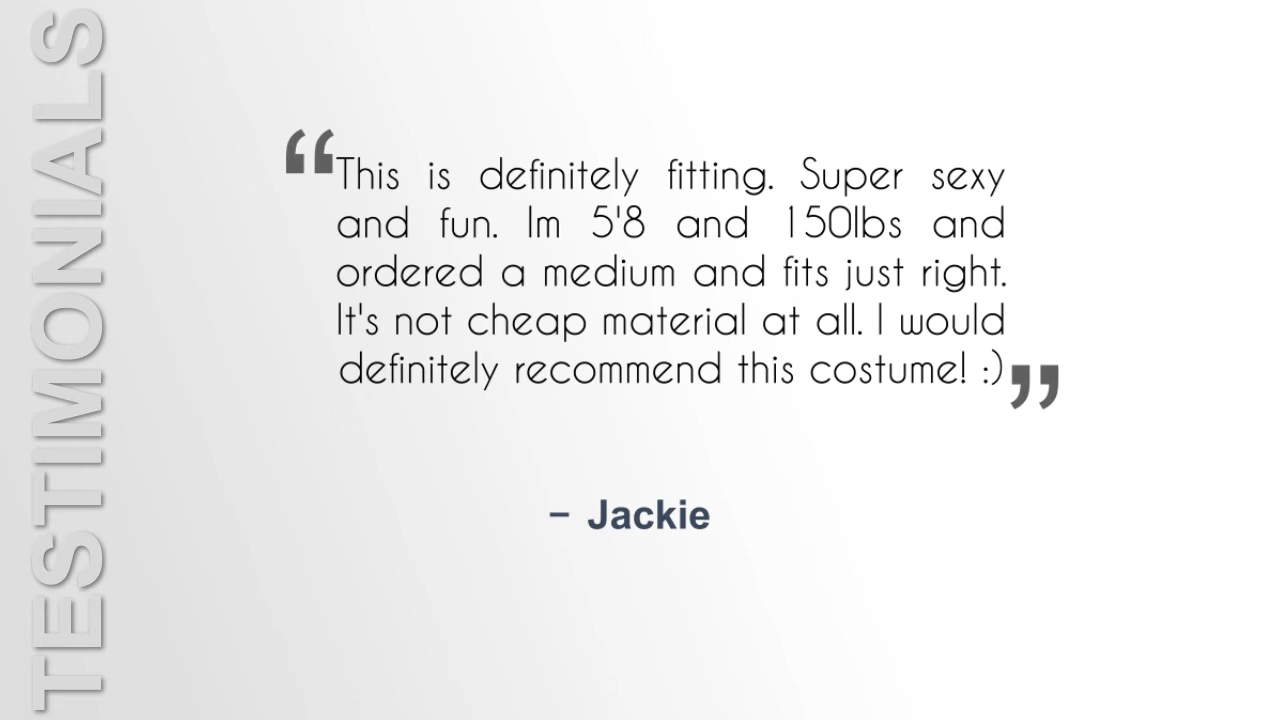 TESTIMONIALS
“This is definitely fitting. Super sexy
and fun. Im 5'8 and 150lbs and
ordered a medium and fits just right.
It's not cheap material at all. I would
definitely recommend this costume! :)”
– Jackie